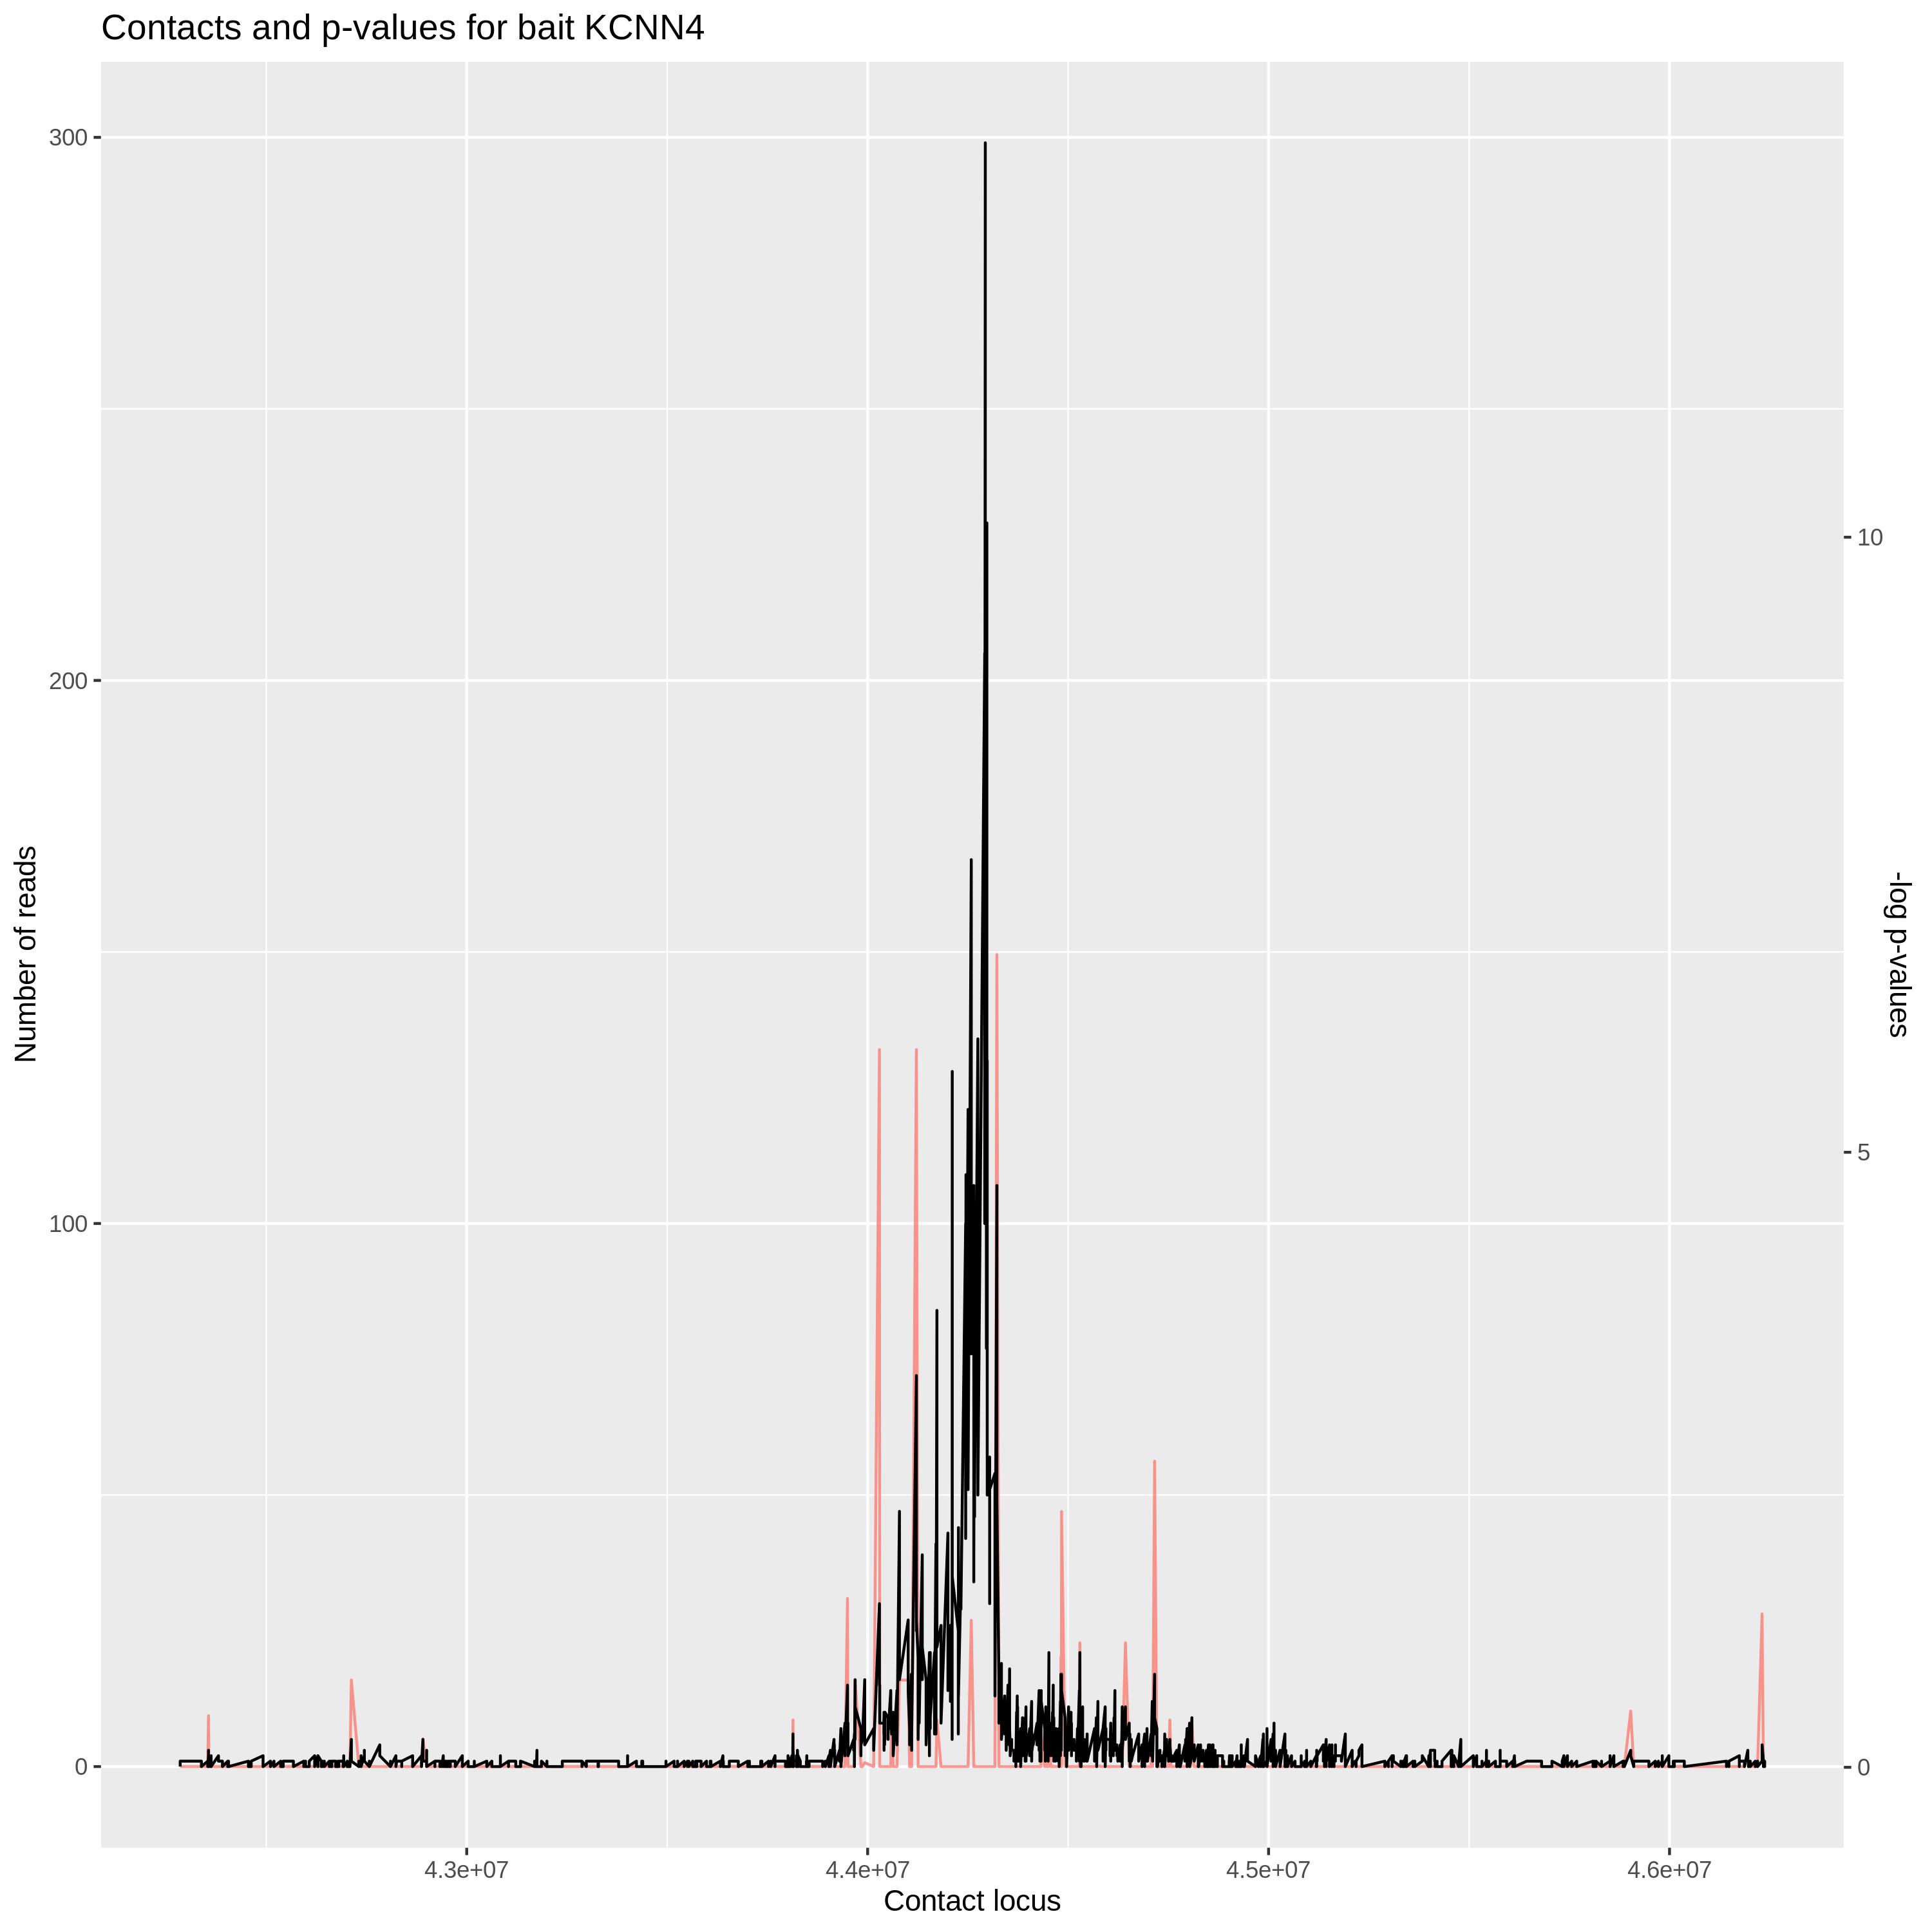 Contacts and p-values for bait KCNN4
300
200
100
0
Number of reads
10
5
0
-log p-values
4.3e+07
4.4e+07
4.5e+07
4.6e+07
Contact locus